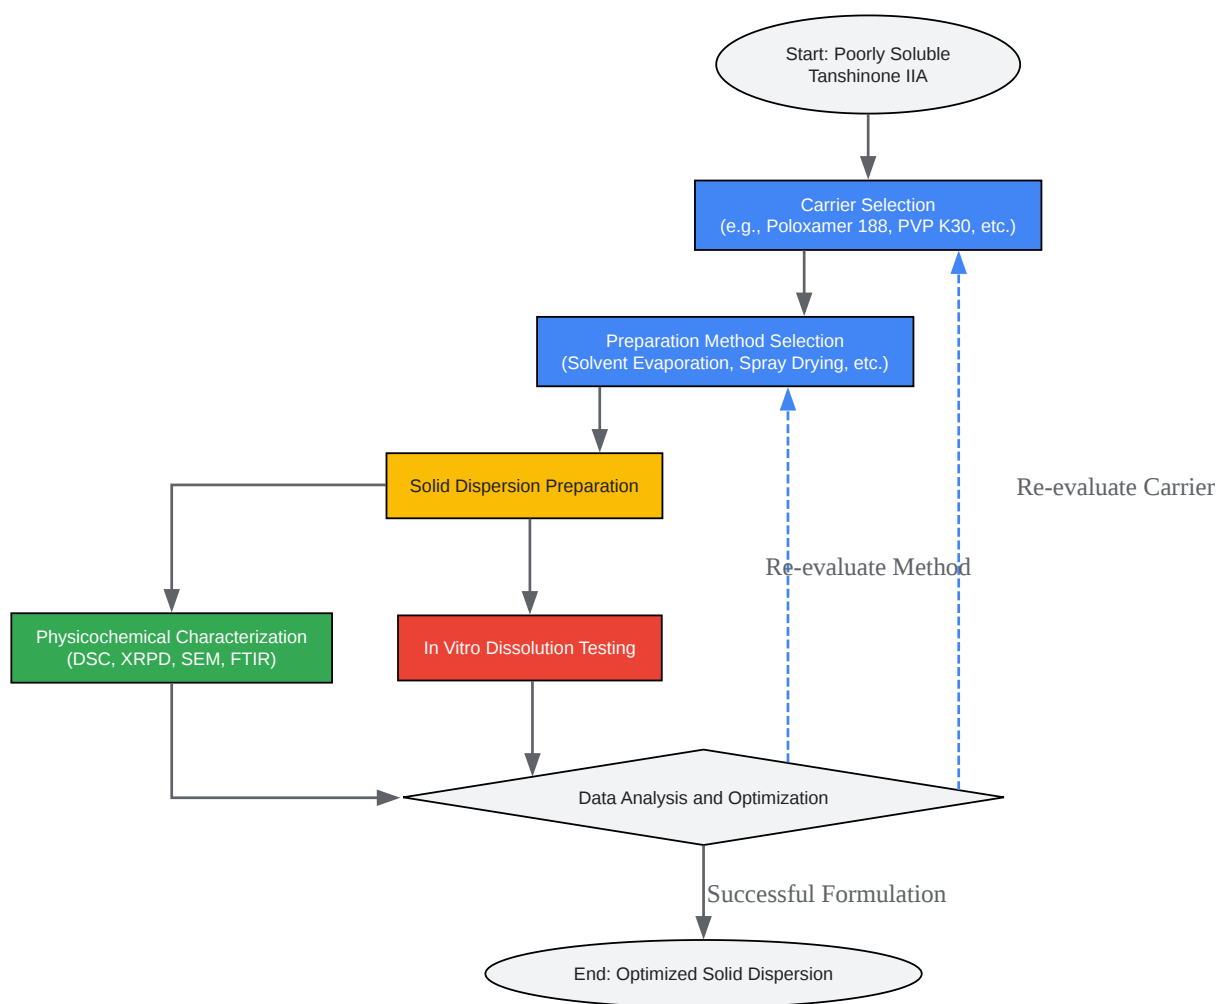 Start: Poorly Soluble
Tanshinone IIA
Carrier Selection
(e.g., Poloxamer 188, PVP K30, etc.)
Preparation Method Selection
(Solvent Evaporation, Spray Drying, etc.)
Solid Dispersion Preparation
Re-evaluate Carrier
Re-evaluate Method
Physicochemical Characterization
(DSC, XRPD, SEM, FTIR)
In Vitro Dissolution Testing
Data Analysis and Optimization
Successful Formulation
End: Optimized Solid Dispersion